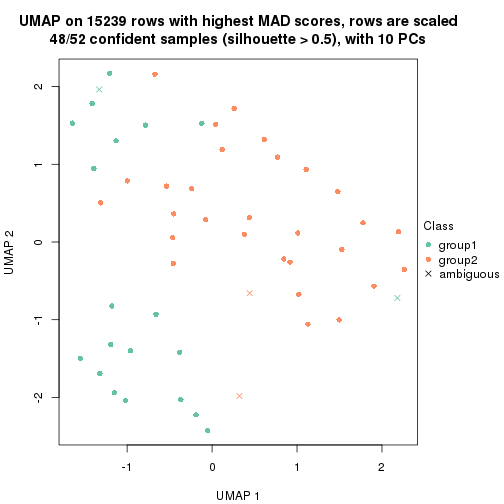 UMAP on 15239 rows with highest MAD scores, rows are scaled
48/52 confident samples (silhouette > 0.5), with 10 PCs
2
1
0
-1
-2
UMAP 2
-1
0
1
2
UMAP 1
Class
group1
group2
ambiguous